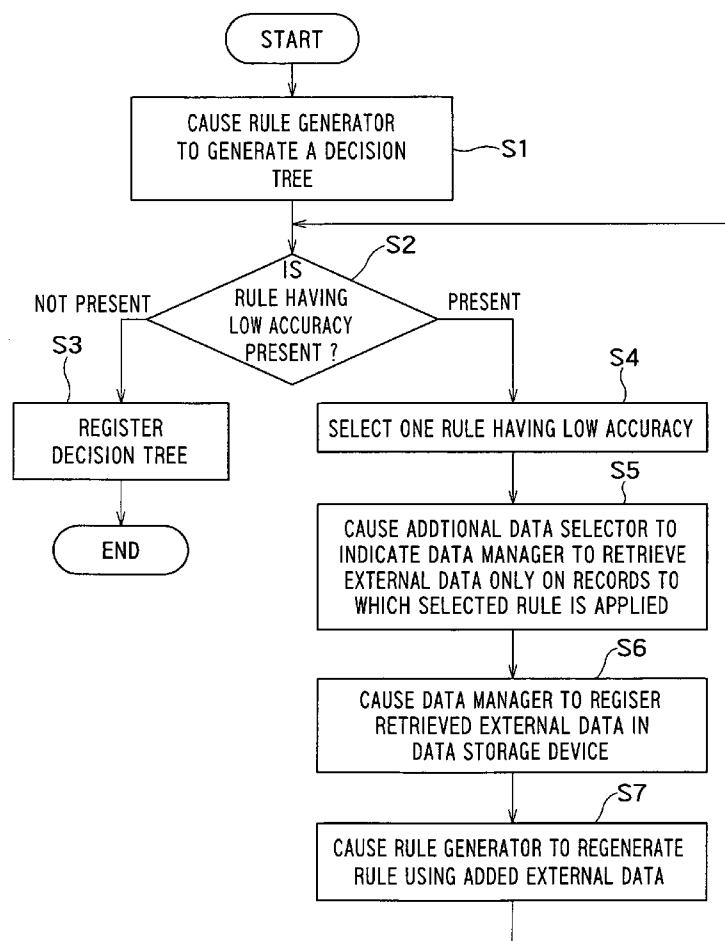 START
CAUSE RULE GENERATOR
TO GENERATE A DECISION
TREE
S1
S2
IS
RULE HAVING
LOW ACCURACY
PRESENT ?
NOT PRESENT
PRESENT
S3
REGISTER
DECISION TREE
END
S4
SELECT ONE RULE HAVING LOW ACCURACY
S5
CAUSE ADDTIONAL DATA SELECTOR TO
INDICATE DATA MANAGER TO RETRIEVE
EXTERNAL DATA ONLY ON RECORDS TO
WHICH SELECTED RULE IS APPLIED
S6
CAUSE DATA MANAGER TO REGISER
RETRIEVED EXTERNAL DATA IN
DATA STORAGE DEVICE
S7
CAUSE RULE GENERATOR TO REGENERATE
RULE USING ADDED EXTERNAL DATA